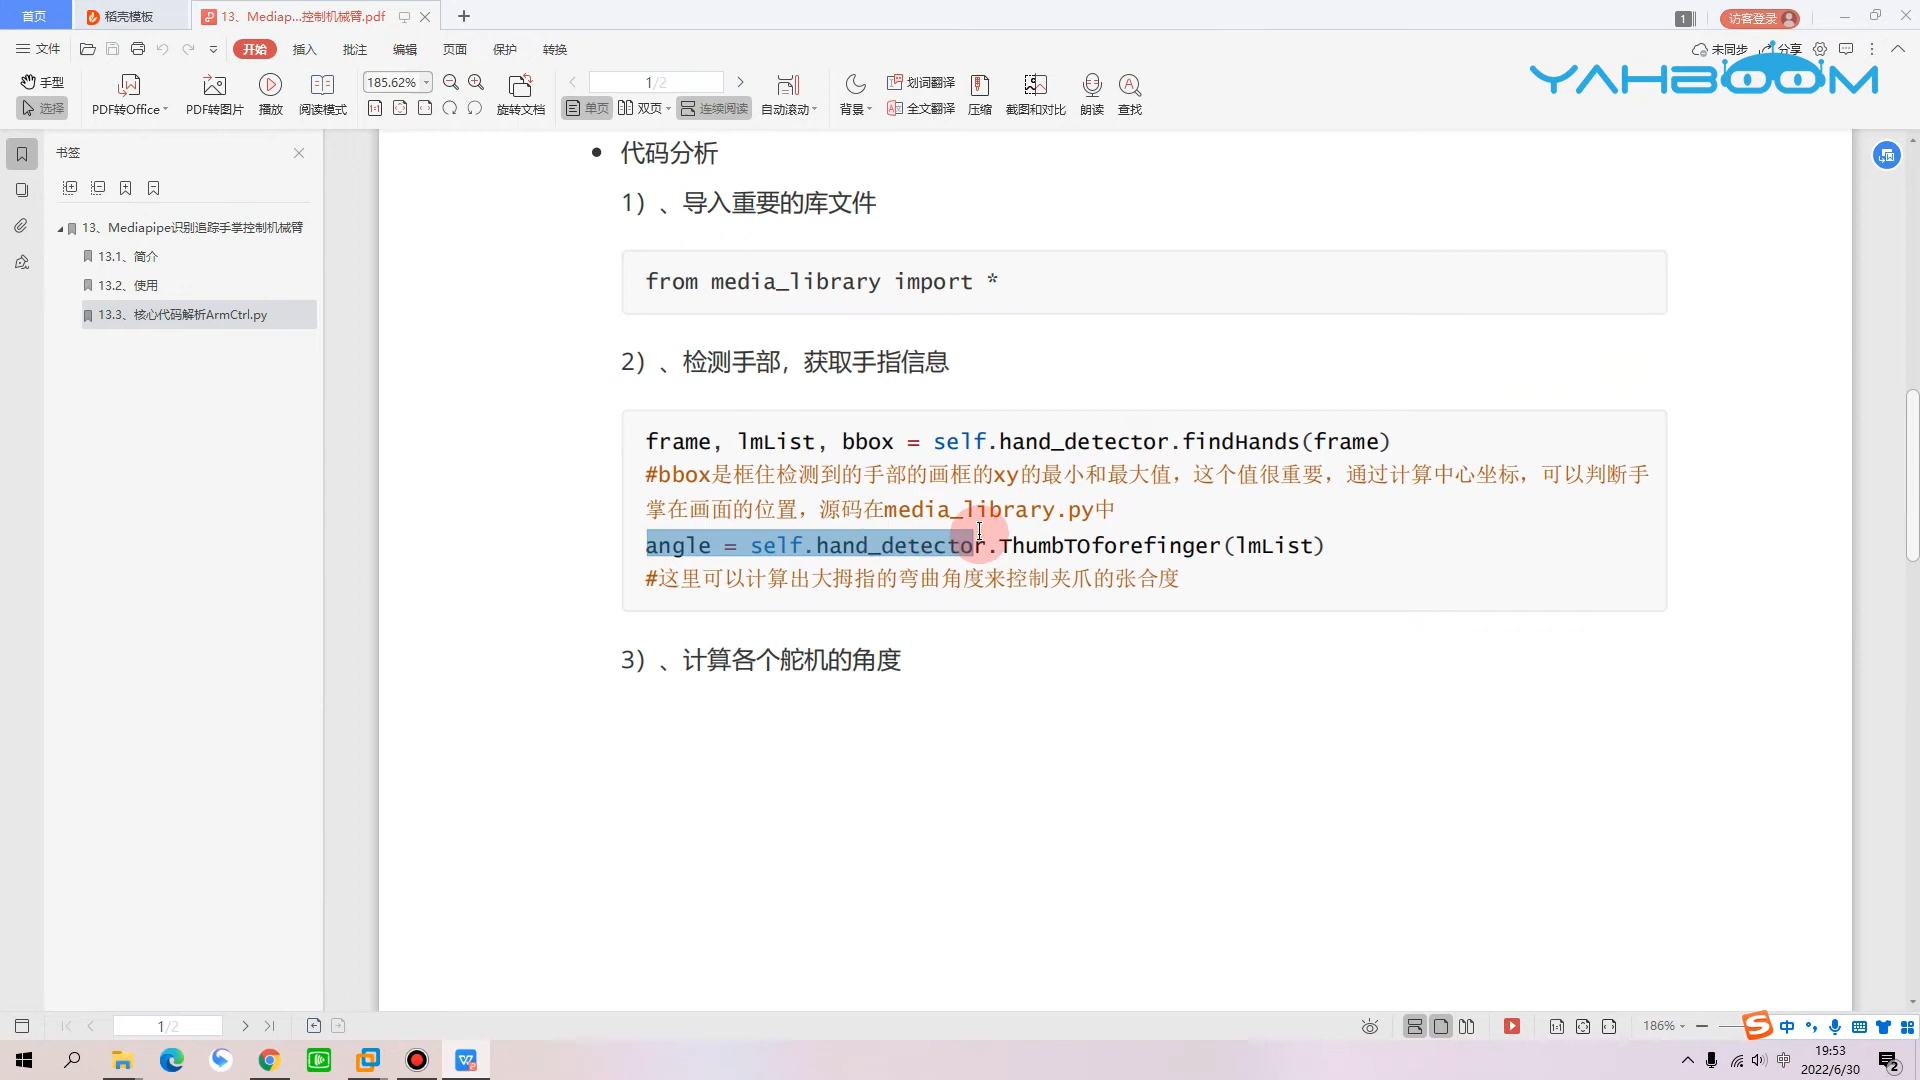 首页
稻壳模板
13、Mediap...控制机械臂.pdf
1
访客登录
文件
开始
插入
批注
编辑
页面
保护
转换
未同步
分享
YAHBOOM
手型
选择
PDF转Office
PDF转图片
播放
阅读模式
185.62%
旋转文档
1/2
单页
双页
连续阅读
自动滚动
背景
划词翻译
全文翻译
压缩
截图和对比
朗读
查找
书签
13、Mediapipe识别追踪手掌控制机械臂
13.1、简介
13.2、使用
13.3、核心代码解析ArmCtrl.py
代码分析
1）、导入重要的库文件
from media_library import *
2）、检测手部，获取手指信息
frame, lmList, bbox = self.hand_detector.findHands(frame)
#bbox是框住检测到的手部的画框的xy的最小和最大值，这个值很重要，通过计算中心坐标，可以判断手
掌在画面的位置，源码在media_library.py中
angle = self.hand_detector.ThumbTOforefinger(lmList)
#这里可以计算出大拇指的弯曲角度来控制夹爪的张合度
3）、计算各个舵机的角度
1/2
186%
中
19:53
2022/6/30
中
2